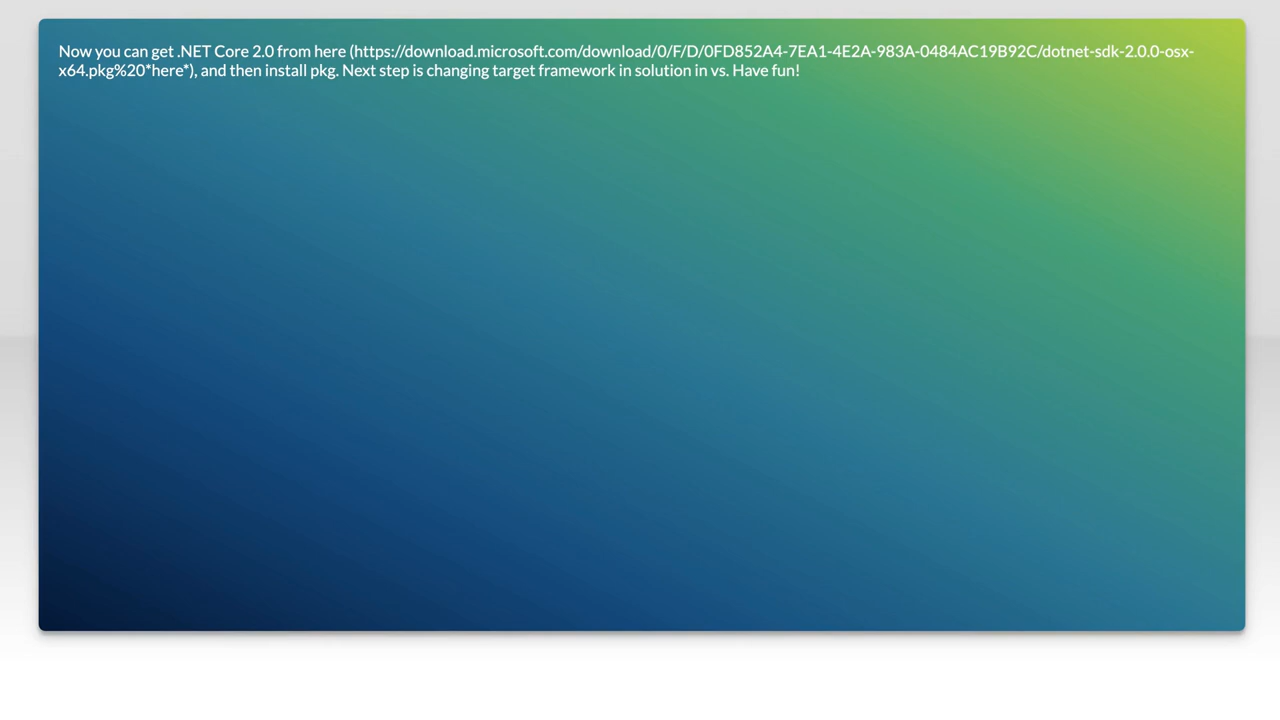 Now you can get .NET Core 2.0 from here (https://download.microsoft.com/download/0/F/D/0FD852A4-7EA1-4E2A-983A-0484AC19B92C/dotnet-sdk-2.0.0-osx-
x64.pkg%20*here*), and then install pkg. Next step is changing target framework in solution in vs. Have fun!